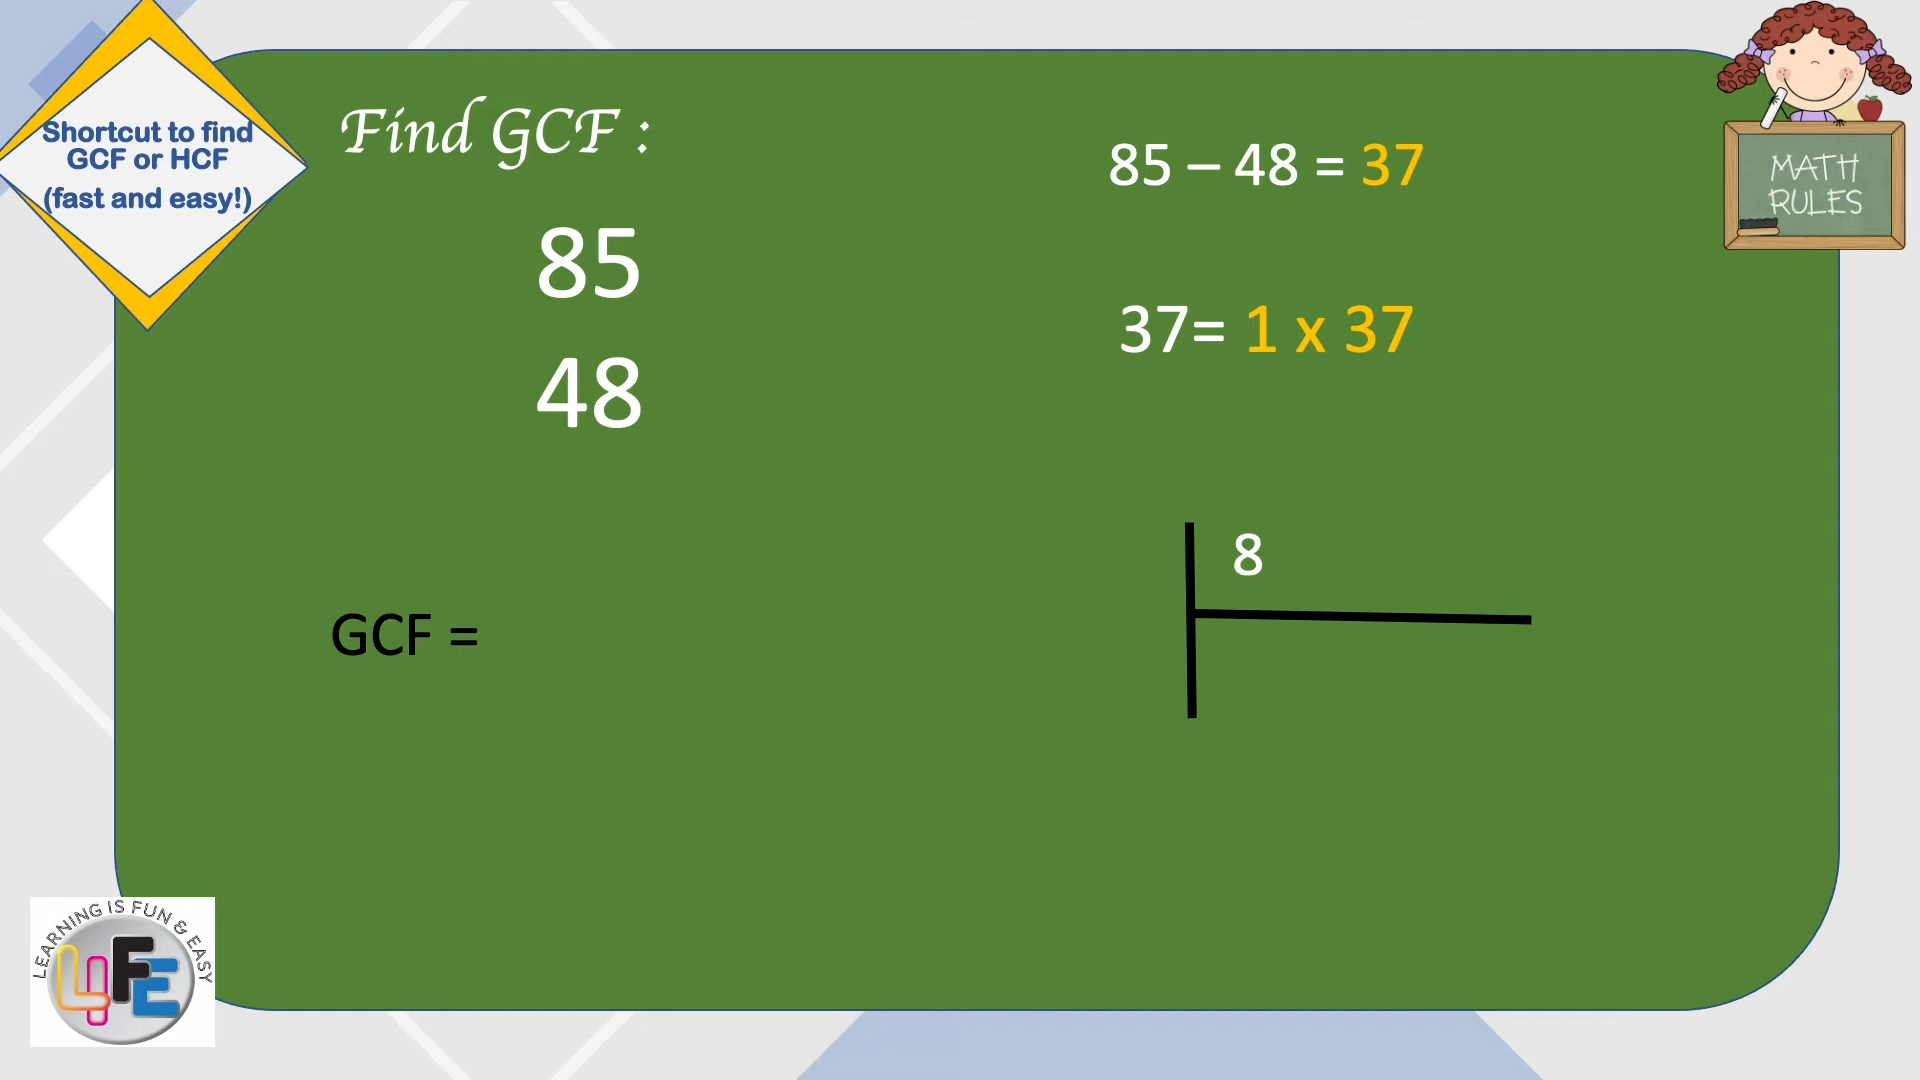 Shortcut to find
GCF or HCF
(fast and easy!)
Find GCF :
85
48
GCF =
85 – 48 = 37
37= 1 x 37
8
MATH
RULES
LEARNING IS FUN & EASY
L4FE